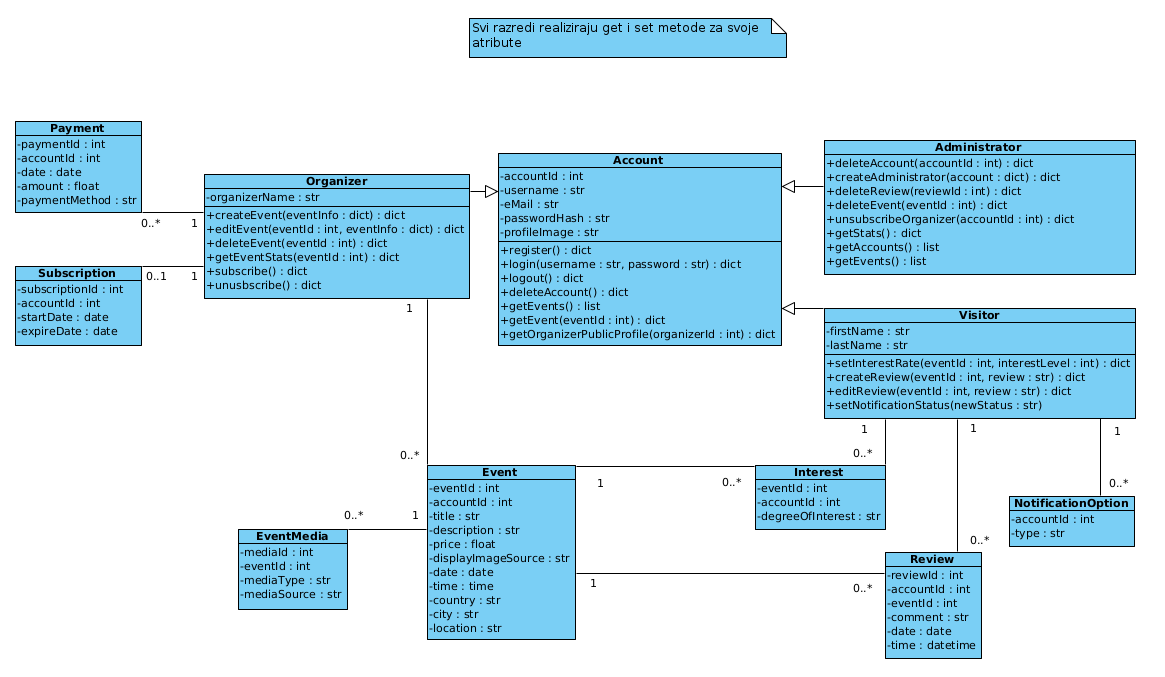 Svi razredi realiziraju get i set metode za svoje
atribute
Payment
-paymentId : int
-accountId : int
-date : date
-amount : float
-paymentMethod : str
0..*
1
Subscription
-subscriptionId : int
-accountId : int
-startDate : date
-expireDate : date
0..1
1
Organizer
-organizerName : str
+createEvent(eventInfo : dict) : dict
+editEvent(eventId : int, eventInfo : dict) : dict
+deleteEvent(eventId : int) : dict
+getEventStats(eventId : int) : dict
+subscribe() : dict
+unusbscribe() : dict
1
0..*
Account
-accountId : int
-username : str
-eMail : str
-passwordHash : str
-profileImage : str
+register() : dict
+login(username : str, password : str) : dict
+logout() : dict
+deleteAccount() : dict
+getEvents() : list
+getEvent(eventId : int) : dict
+getOrganizerPublicProfile(organizerId : int) : dict
Administrator
+deleteAccount(accountId : int) : dict
+createAdministrator(account : dict) : dict
+deleteReview(reviewId : int) : dict
+deleteEvent(eventId : int) : dict
+unsubscribeOrganizer(accountId : int) : dict
+getStats() : dict
+getAccounts() : list
+getEvents() : list
Visitor
-firstName : str
-lastName : str
+setInterestRate(eventId : int, interestLevel : int) : dict
+createReview(eventId : int, review : str) : dict
+editReview(eventId : int, review : str) : dict
+setNotificationStatus(newStatus : str)
1
0..*
1
0..*
1
0..*
Event
-eventId : int
-accountId : int
-title : str
-description : str
-price : float
-displayImageSource : str
-date : date
-time : time
-country : str
-city : str
-location : str
1
0..*
Interest
-eventId : int
-accountId : int
-degreeOfInterest : str
NotificationOption
-accountId : int
-type : str
0..*
1
EventMedia
-mediaId : int
-eventId : int
-mediaType : str
-mediaSource : str
1
0..*
Review
-reviewId : int
-accountId : int
-eventId : int
-comment : str
-date : date
-time : datetime